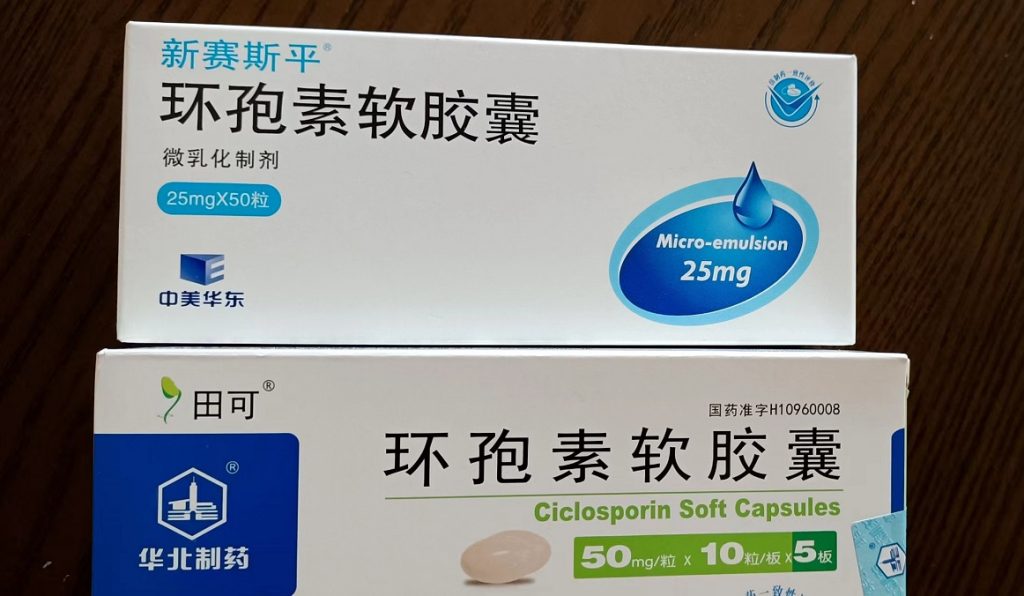 新赛斯平®
环孢素软胶囊
微乳化制剂
25mgX50粒
中美华东
Micro-emulsion
25mg
田可®
国药准字H10960008
环孢素软胶囊
Ciclosporin Soft Capsules
®
华北制药
50mg/粒 x 10粒/板x5板